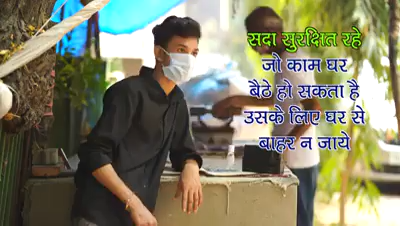 सदा सुरक्षित रहे
जो काम घर
बैठे हो सकता है
उसके लिए घर से
बाहर न जाये